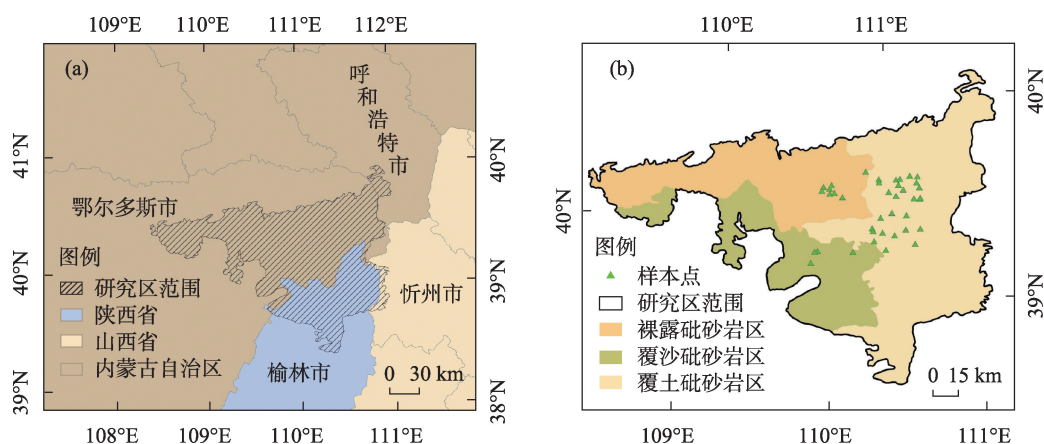 109°E 110°E 111°E 112°E
(a)
呼和浩特市
41°N
40°N
鄂尔多斯市
图例
研究区范围
陕西省
山西省
内蒙古自治区
忻州市
榆林市
0 30 km
40°N
39°N
39°N
38°N
108°E 109°E 110°E 111°E
110°E 111°E
(b)
40°N
40°N
图例
样本点
研究区范围
裸露砒砂岩区
覆沙砒砂岩区
覆土砒砂岩区
39°N
0 15 km
109°E 110°E 111°E